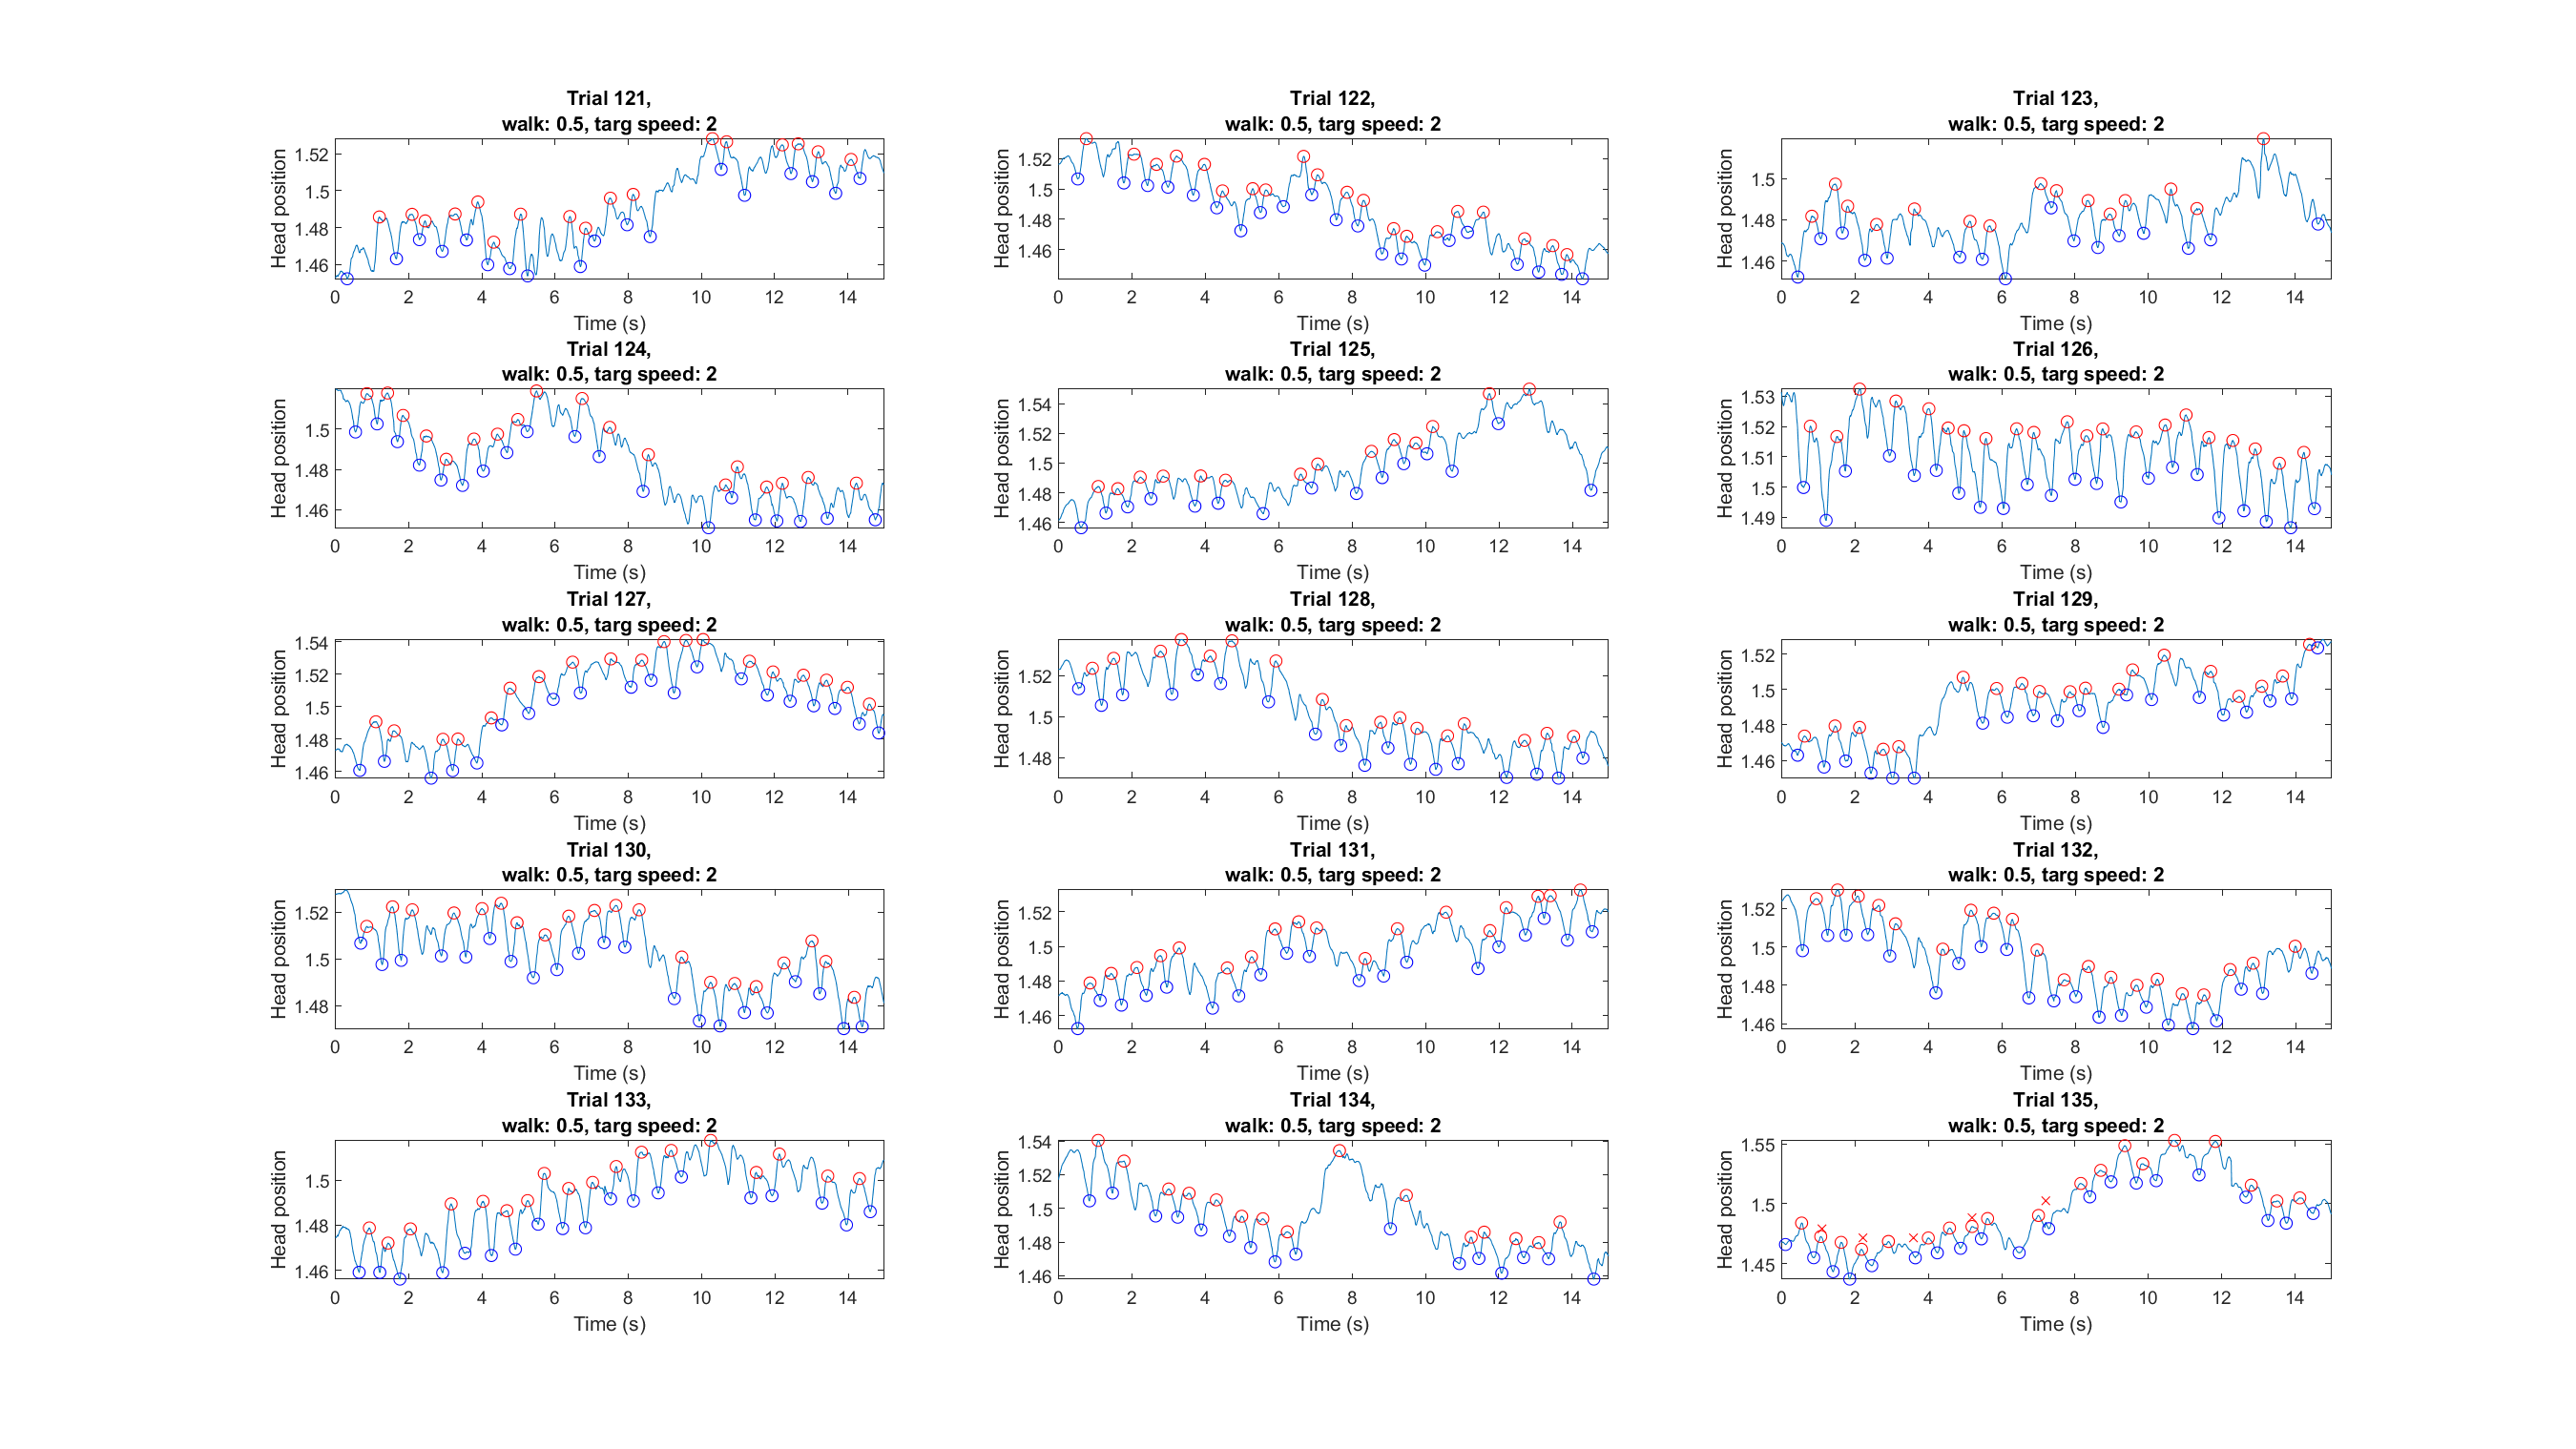 Trial 121,
walk: 0.5, targ speed: 2
Head position
1.52
1.5
1.48
1.46
0 2 4 6 8 10 12 14
Time (s)
Trial 122,
walk: 0.5, targ speed: 2
Head position
1.52
1.5
1.48
1.46
0 2 4 6 8 10 12 14
Time (s)
Trial 123,
walk: 0.5, targ speed: 2
Head position
1.5
1.48
1.46
0 2 4 6 8 10 12 14
Time (s)
Trial 124,
walk: 0.5, targ speed: 2
Head position
1.5
1.48
1.46
0 2 4 6 8 10 12 14
Time (s)
Trial 125,
walk: 0.5, targ speed: 2
Head position
1.54
1.52
1.5
1.48
1.46
0 2 4 6 8 10 12 14
Time (s)
Trial 126,
walk: 0.5, targ speed: 2
Head position
1.53
1.52
1.51
1.5
1.49
0 2 4 6 8 10 12 14
Time (s)
Trial 127,
walk: 0.5, targ speed: 2
Head position
1.54
1.52
1.5
1.48
1.46
0 2 4 6 8 10 12 14
Time (s)
Trial 128,
walk: 0.5, targ speed: 2
Head position
1.52
1.5
1.48
0 2 4 6 8 10 12 14
Time (s)
Trial 129,
walk: 0.5, targ speed: 2
Head position
1.52
1.5
1.48
1.46
0 2 4 6 8 10 12 14
Time (s)
Trial 130,
walk: 0.5, targ speed: 2
Head position
1.52
1.5
1.48
0 2 4 6 8 10 12 14
Time (s)
Trial 131,
walk: 0.5, targ speed: 2
Head position
1.52
1.5
1.48
1.46
0 2 4 6 8 10 12 14
Time (s)
Trial 132,
walk: 0.5, targ speed: 2
Head position
1.52
1.5
1.48
1.46
0 2 4 6 8 10 12 14
Time (s)
Trial 133,
walk: 0.5, targ speed: 2
Head position
1.5
1.48
1.46
0 2 4 6 8 10 12 14
Time (s)
Trial 134,
walk: 0.5, targ speed: 2
Head position
1.54
1.52
1.5
1.48
1.46
0 2 4 6 8 10 12 14
Time (s)
Trial 135,
walk: 0.5, targ speed: 2
Head position
1.55
1.5
1.45
0 2 4 6 8 10 12 14
Time (s)